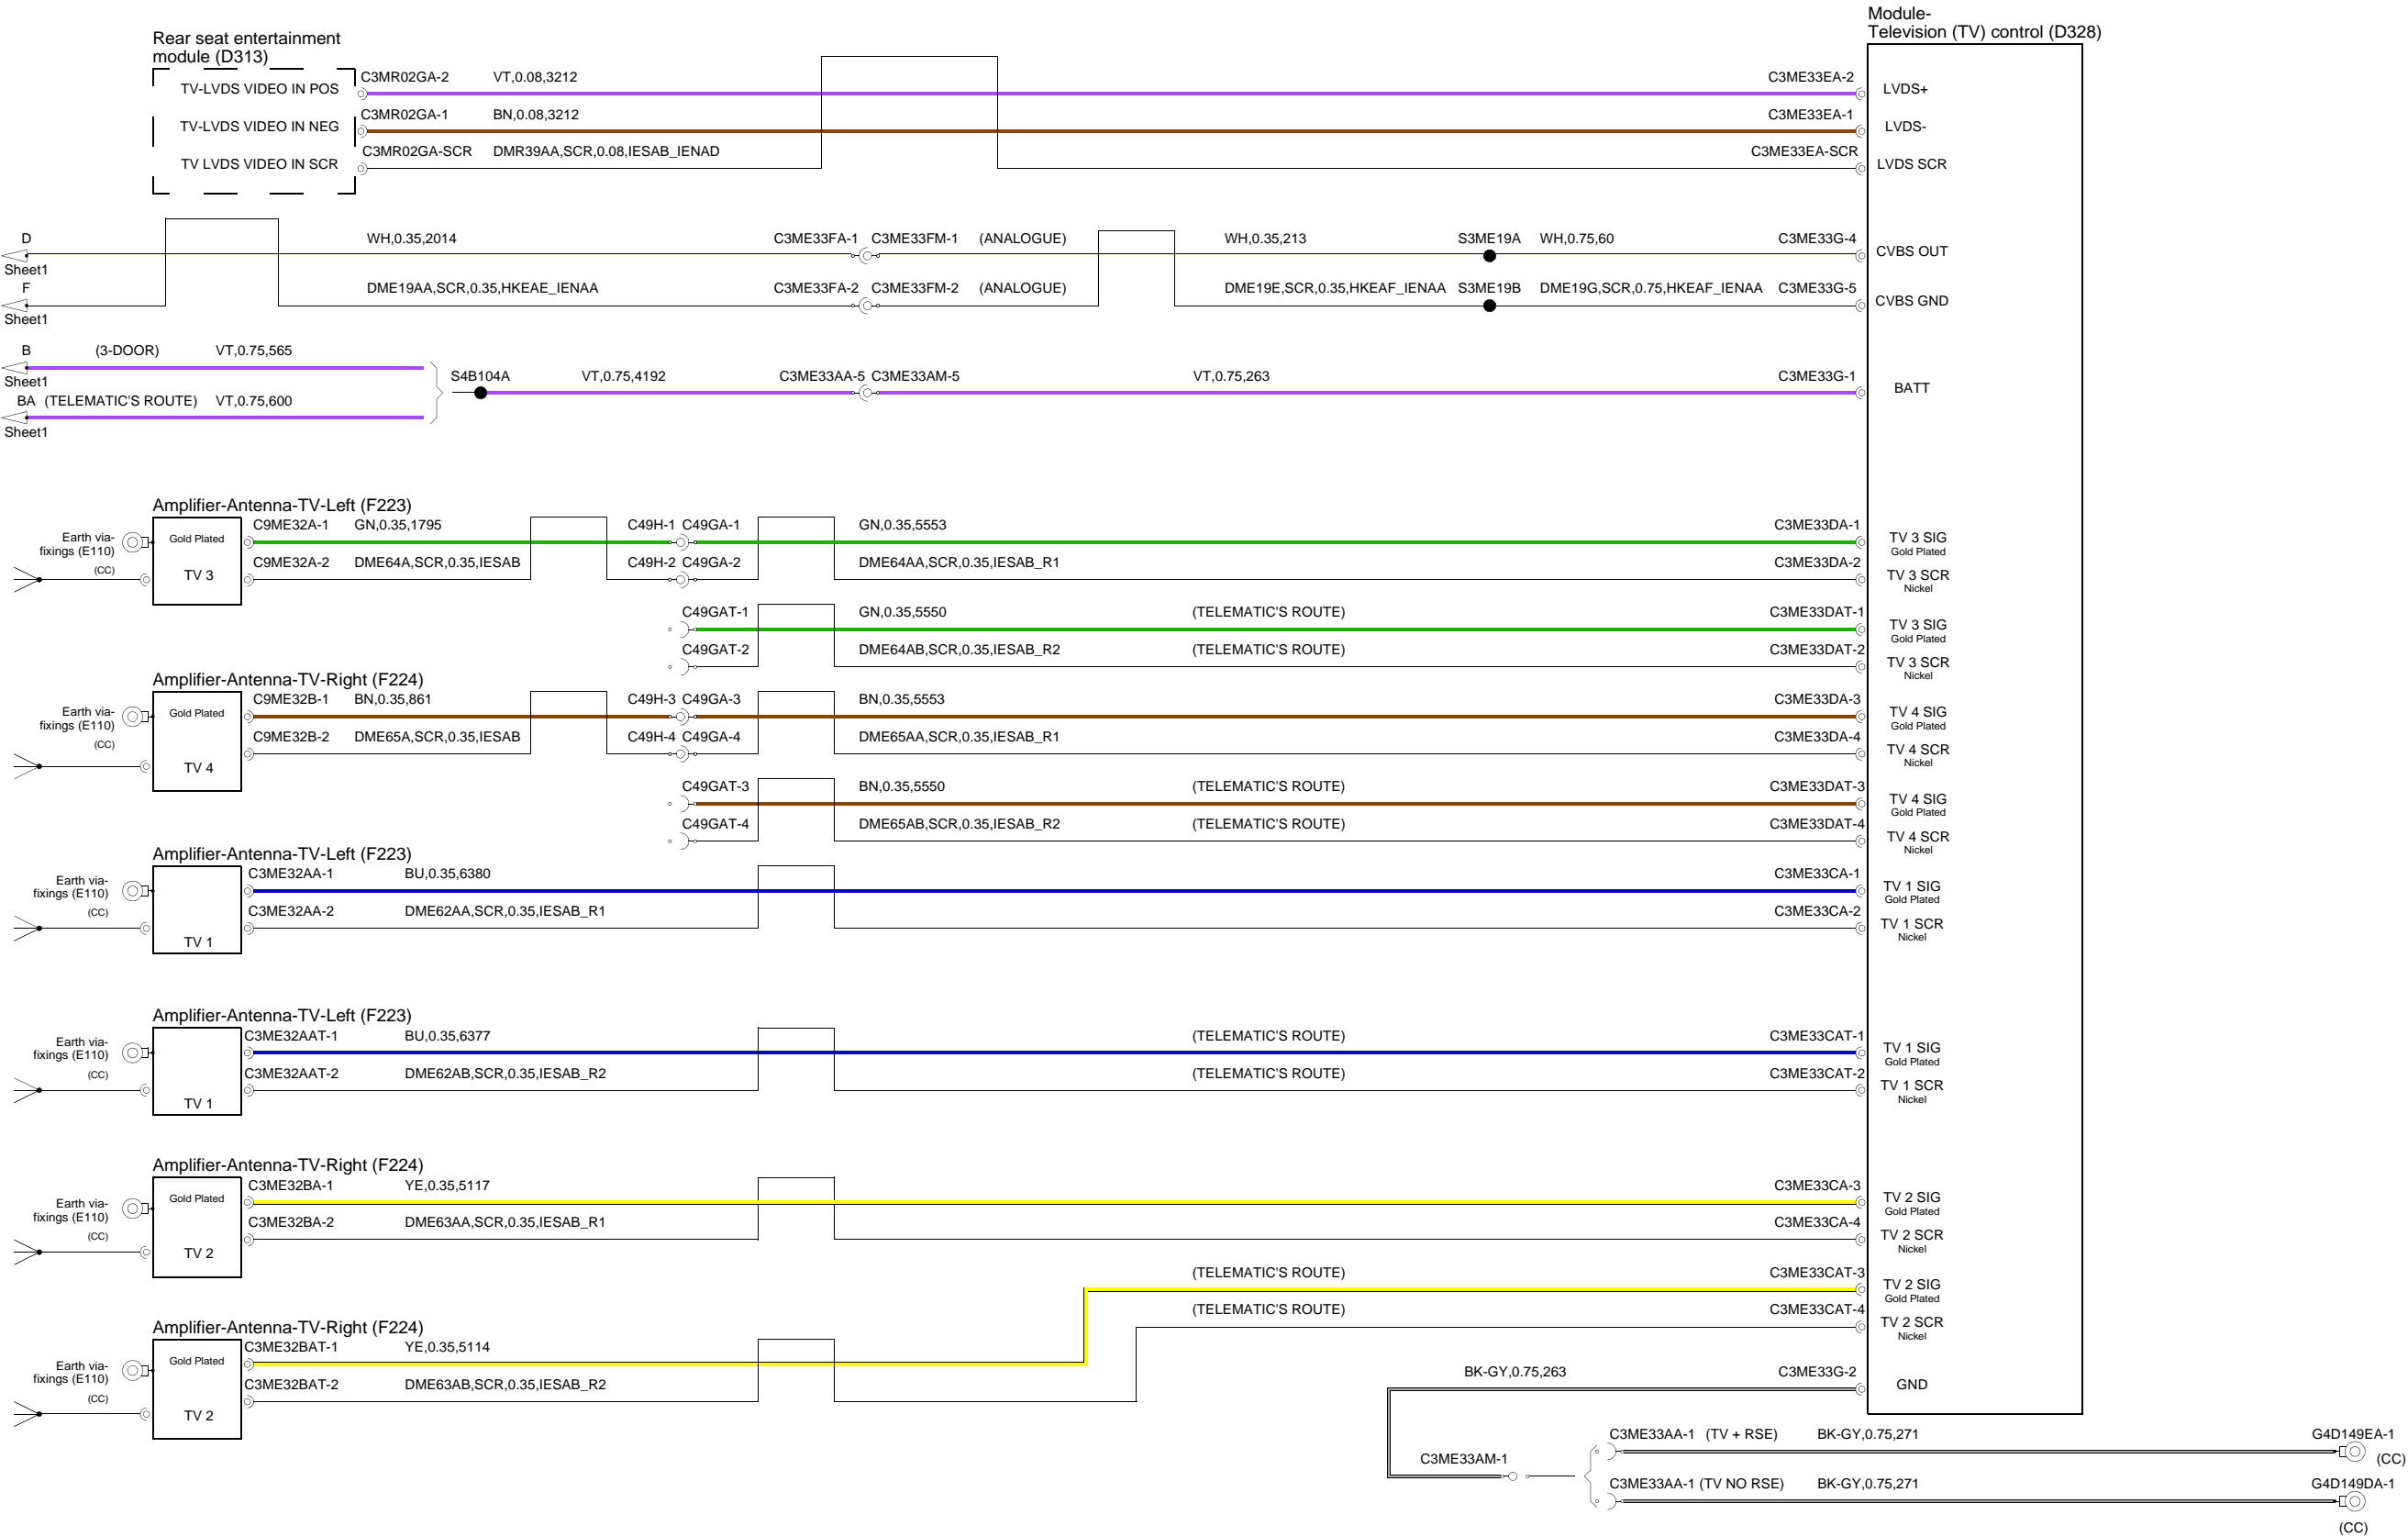 Module-
Television (TV) control (D328)
Rear seat entertainment
module (D313)
TV-LVDS VIDEO IN POS
C3MR02GA-2 VT,0.08,3212 C3ME33EA-2
LVDS+
TV-LVDS VIDEO IN NEG
C3MR02GA-1 BN,0.08,3212 C3ME33EA-1
LVDS-
TV LVDS VIDEO IN SCR
C3MR02GA-SCR DMR39AA,SCR,0.08,IESAB_IENAD C3ME33EA-SCR
LVDS SCR
D WH,0.35,2014 C3ME33FA-1 C3ME33FM-1 (ANALOGUE) WH,0.35,213 S3ME19A WH,0.75,60 C3ME33G-4
CVBS OUT
Sheet1
F DME19AA,SCR,0.35,HKEAE_IENAA C3ME33FA-2 C3ME33FM-2 (ANALOGUE) DME19E,SCR,0.35,HKEAF_IENAA S3ME19B DME19G,SCR,0.75,HKEAF_IENAA C3ME33G-5
CVBS GND
Sheet1
B (3-DOOR) VT,0.75,565
Sheet1
S4B104A VT,0.75,4192 C3ME33AA-5 C3ME33AM-5 VT,0.75,263 C3ME33G-1
BATT
BA (TELEMATIC'S ROUTE) VT,0.75,600
Sheet1
Amplifier-Antenna-TV-Left (F223)
C9ME32A-1 GN,0.35,1795 C49H-1 C49GA-1 GN,0.35,5553 C3ME33DA-1
Earth via-
fixings (E110)
(CC)
Gold Plated
TV 3 SIG
Gold Plated
C9ME32A-2 DME64A,SCR,0.35,IESAB C49H-2 C49GA-2 DME64AA,SCR,0.35,IESAB_R1 C3ME33DA-2
TV 3
TV 3 SCR
Nickel
C49GAT-1 GN,0.35,5550 (TELEMATIC'S ROUTE) C3ME33DAT-1
TV 3 SIG
Gold Plated
C49GAT-2 DME64AB,SCR,0.35,IESAB_R2 (TELEMATIC'S ROUTE) C3ME33DAT-2
TV 3 SCR
Nickel
Amplifier-Antenna-TV-Right (F224)
C9ME32B-1 BN,0.35,861 C49H-3 C49GA-3 BN,0.35,5553 C3ME33DA-3
Earth via-
fixings (E110)
(CC)
Gold Plated
TV 4 SIG
Gold Plated
C9ME32B-2 DME65A,SCR,0.35,IESAB C49H-4 C49GA-4 DME65AA,SCR,0.35,IESAB_R1 C3ME33DA-4
TV 4
TV 4 SCR
Nickel
C49GAT-3 BN,0.35,5550 (TELEMATIC'S ROUTE) C3ME33DAT-3
TV 4 SIG
Gold Plated
C49GAT-4 DME65AB,SCR,0.35,IESAB_R2 (TELEMATIC'S ROUTE) C3ME33DAT-4
TV 4 SCR
Nickel
Amplifier-Antenna-TV-Left (F223)
C3ME32AA-1 BU,0.35,6380 C3ME33CA-1
Earth via-
fixings (E110)
(CC)
TV 1 SIG
Gold Plated
C3ME32AA-2 DME62AA,SCR,0.35,IESAB_R1 C3ME33CA-2
TV 1
TV 1 SCR
Nickel
Amplifier-Antenna-TV-Left (F223)
C3ME32AAT-1 BU,0.35,6377 (TELEMATIC'S ROUTE) C3ME33CAT-1
Earth via-
fixings (E110)
(CC)
TV 1 SIG
Gold Plated
C3ME32AAT-2 DME62AB,SCR,0.35,IESAB_R2 (TELEMATIC'S ROUTE) C3ME33CAT-2
TV 1
TV 1 SCR
Nickel
Amplifier-Antenna-TV-Right (F224)
C3ME32BA-1 YE,0.35,5117 C3ME33CA-3
Earth via-
fixings (E110)
(CC)
Gold Plated
TV 2 SIG
Gold Plated
C3ME32BA-2 DME63AA,SCR,0.35,IESAB_R1 C3ME33CA-4
TV 2
TV 2 SCR
Nickel
(TELEMATIC'S ROUTE) C3ME33CAT-3
TV 2 SIG
Gold Plated
(TELEMATIC'S ROUTE) C3ME33CAT-4
TV 2 SCR
Nickel
Amplifier-Antenna-TV-Right (F224)
C3ME32BAT-1 YE,0.35,5114
Earth via-
fixings (E110)
(CC)
Gold Plated
C3ME32BAT-2 DME63AB,SCR,0.35,IESAB_R2
TV 2
BK-GY,0.75,263 C3ME33G-2
GND
C3ME33AM-1
C3ME33AA-1 (TV + RSE) BK-GY,0.75,271 G4D149EA-1
(CC)
C3ME33AA-1 (TV NO RSE) BK-GY,0.75,271 G4D149DA-1
(CC)